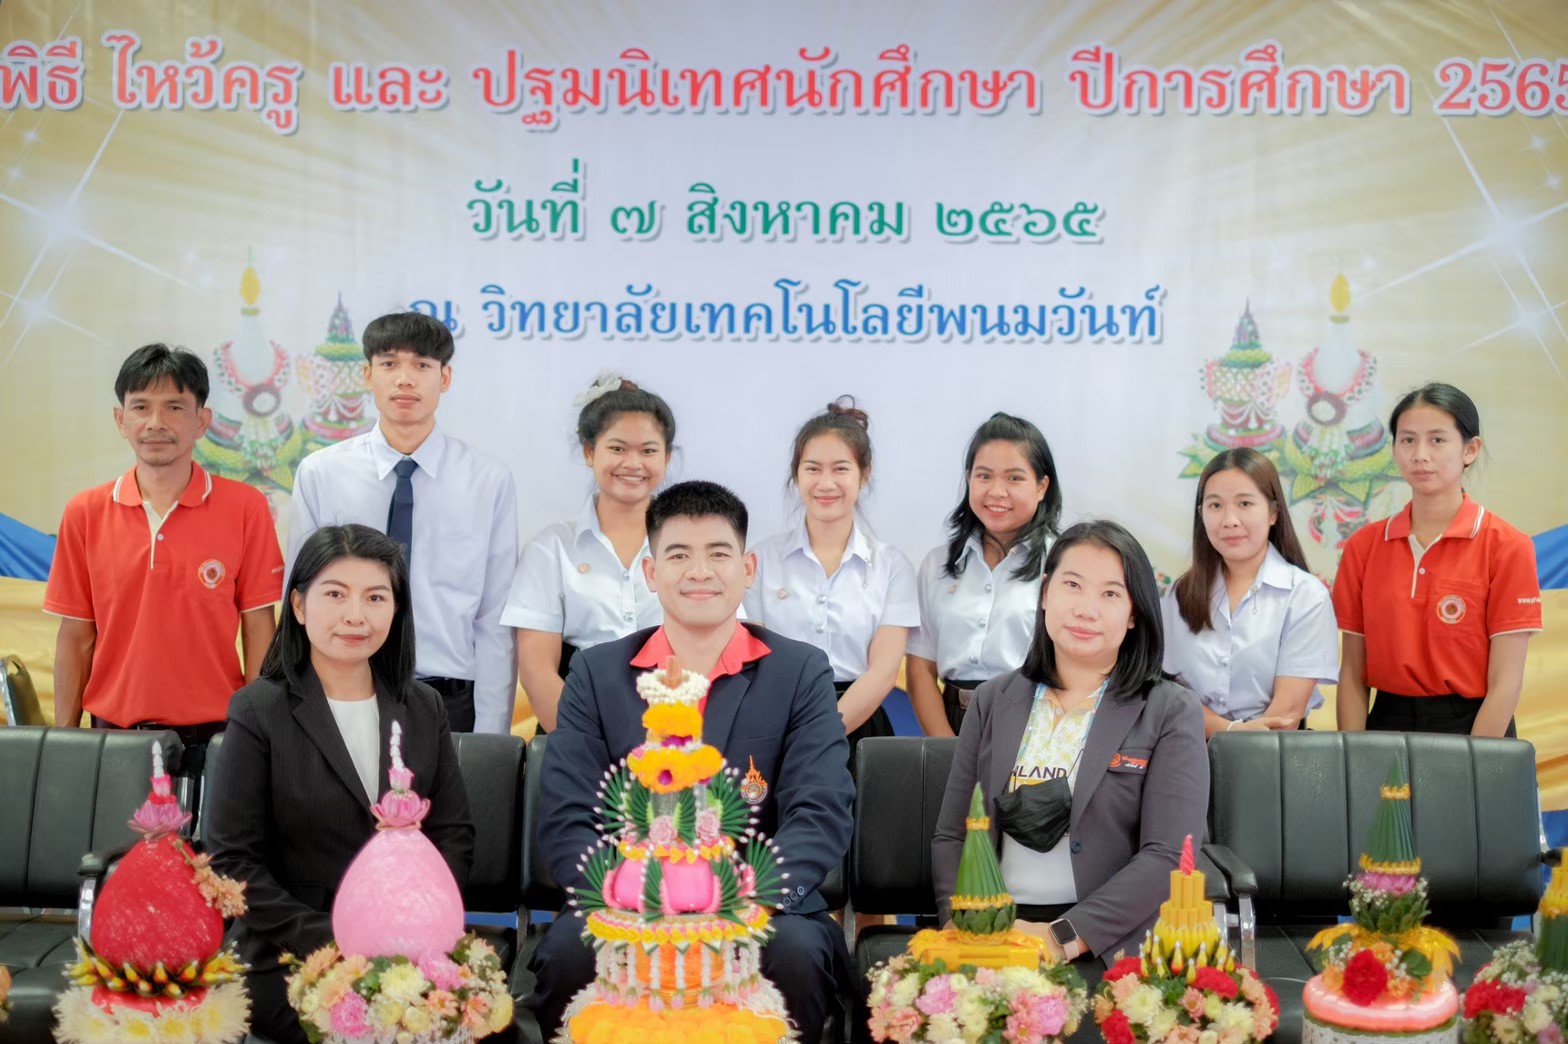 พิธี ไหว้ครู และ ปฐมนิเทศนักศึกษา ปีการศึกษา 2565
วันที่ ๗ สิงหาคม ๒๕๖๕
ณ วิทยาลัยเทคโนโลยีพนมวันท์